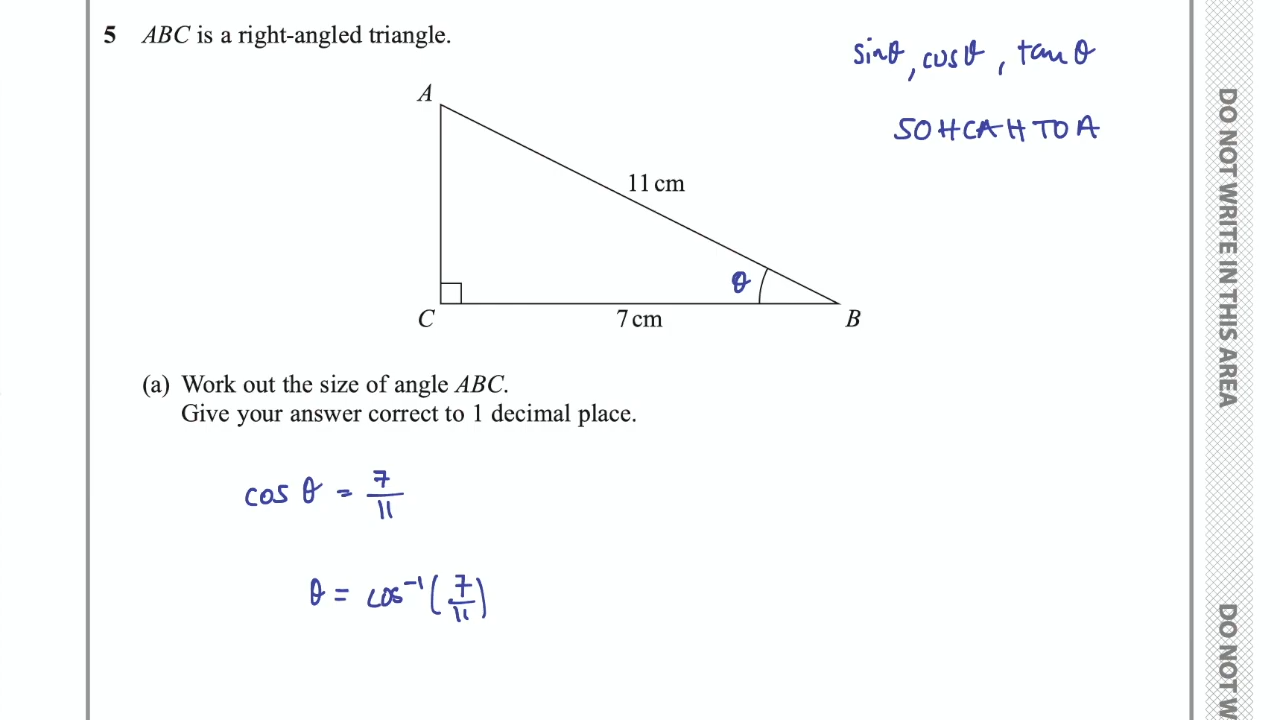 5 ABC is a right-angled triangle.
sinθ, cosθ, tanθ
SOHCAHTOA
A
11 cm
θ
C
7 cm
B
(a) Work out the size of angle ABC.
Give your answer correct to 1 decimal place.
cos θ = 7/11
θ = cos⁻¹(7/11)
DO NOT WRITE IN THIS AREA
DO NOT W